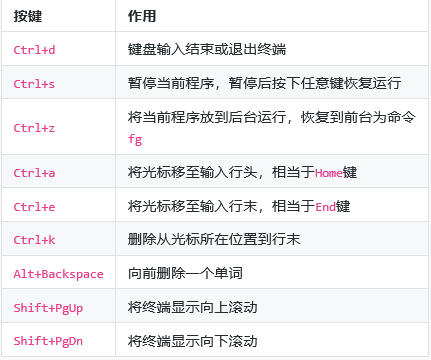 按键 作用
Ctrl+d 键盘输入结束或退出终端
Ctrl+s 暂停当前程序，暂停后按下任意键恢复运行
Ctrl+z 将当前程序放到后台运行，恢复到前台为命令
fg
Ctrl+a 将光标移至输入行头，相当于Home键
Ctrl+e 将光标移至输入行末，相当于End键
Ctrl+k 删除从光标所在位置到行末
Alt+Backspace 向前删除一个单词
Shift+PgUp 将终端显示向上滚动
Shift+PgDn 将终端显示向下滚动